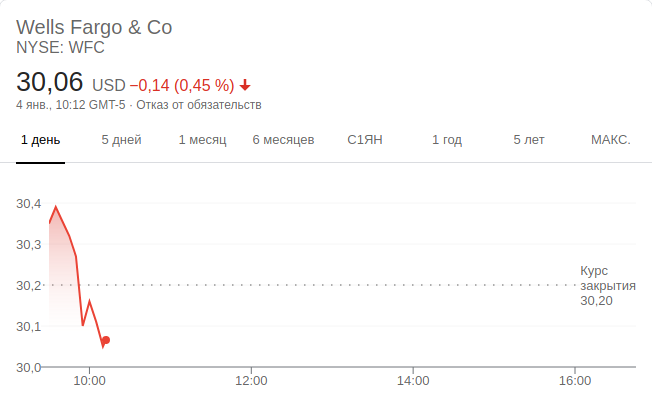 Wells Fargo & Co
NYSE: WFC
30,06 USD −0,14 (0,45 %)
4 янв., 10:12 GMT-5 · Отказ от обязательств
1 день 5 дней 1 месяц 6 месяцев С1ЯН 1 год 5 лет МАКС.
30,4
30,3
30,2
30,1
30,0
Курс
закрытия
30,20
10:00 12:00 14:00 16:00